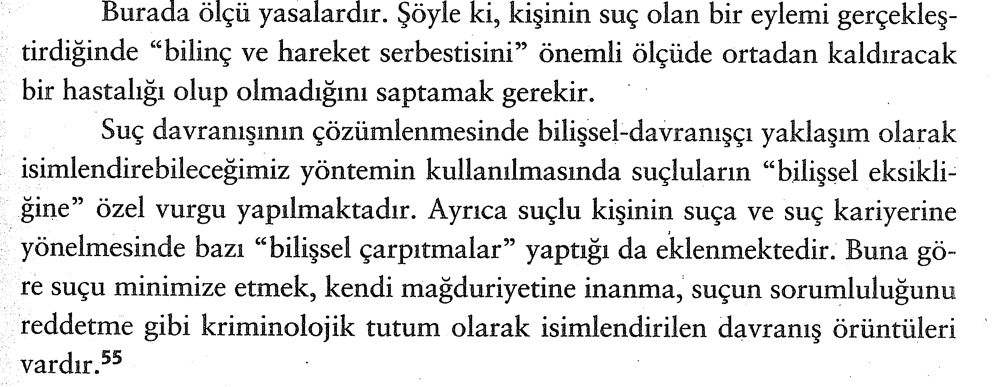 Burada ölçü yasalardır. Şöyle ki, kişinin suç olan bir eylemi gerçekleş-
tirdiğinde “bilinç ve hareket serbestisini” önemli ölçüde ortadan kaldıracak
bir hastalığı olup olmadığını saptamak gerekir.
Suç davranışının çözümlenmesinde bilişsel-davranışçı yaklaşım olarak
isimlendirebileceğimiz yöntemin kullanılmasında suçluların “bilişsel eksikli-
ğine” özel vurgu yapılmaktadır. Ayrıca suçlu kişinin suça ve suç kariyerine
yönelmesinde bazı “bilişsel çarpıtmalar” yaptığı da eklenmektedir. Buna gö-
re suçu minimize etmek, kendi mağduriyetine inanma, suçun sorumluluğunu
reddetme gibi kriminolojik tutum olarak isimlendirilen davranış örüntüleri
vardır.55